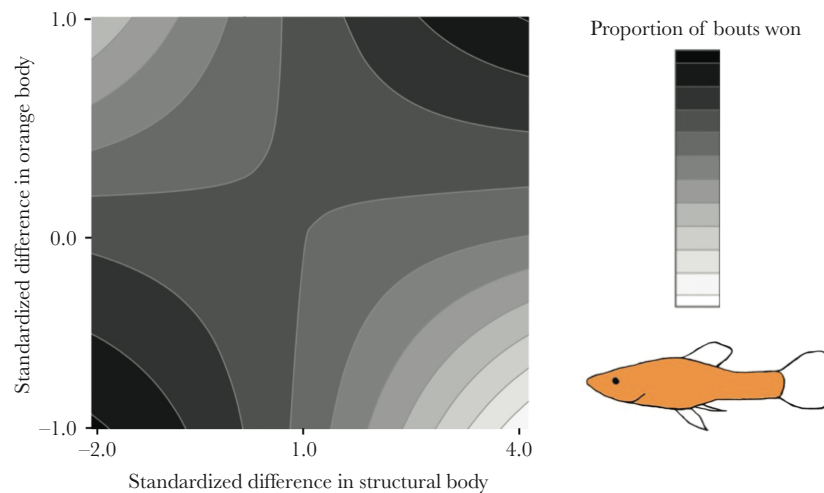 Proportion of bouts won
Standardized difference in orange body
1.0
0.0
–1.0
–2.0
1.0
4.0
Standardized difference in structural body